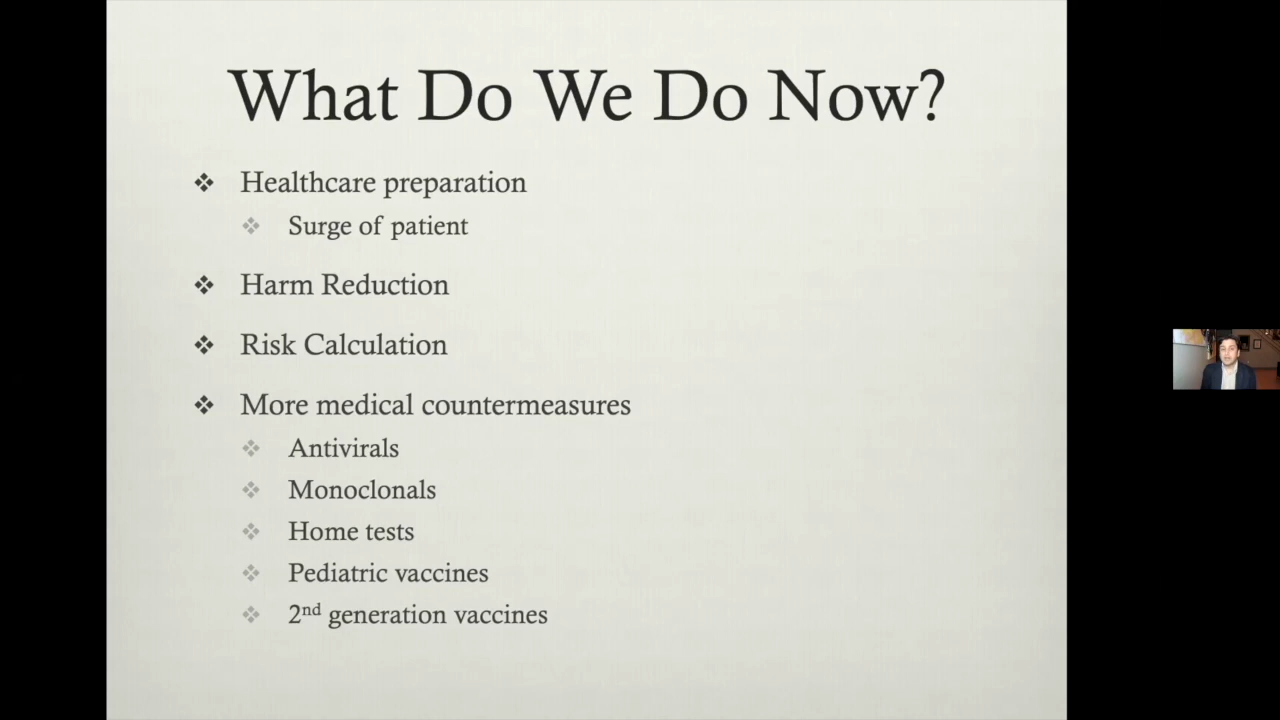 What Do We Do Now?
Healthcare preparation
Surge of patient
Harm Reduction
Risk Calculation
More medical countermeasures
Antivirals
Monoclonals
Home tests
Pediatric vaccines
2nd generation vaccines